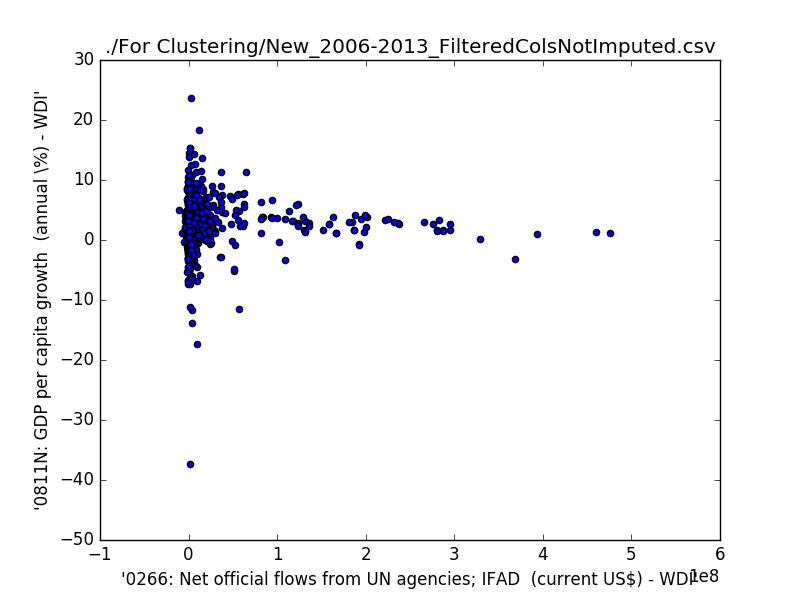 ./For Clustering/New_2006-2013_FilteredColsNotImputed.csv
'0811N: GDP per capita growth  (annual \%) - WDI'
30
20
10
0
−10
−20
−30
−40
−50
−1 0 1 2 3 4 5 6
1e8
'0266: Net official flows from UN agencies; IFAD  (current US$) - WDI'